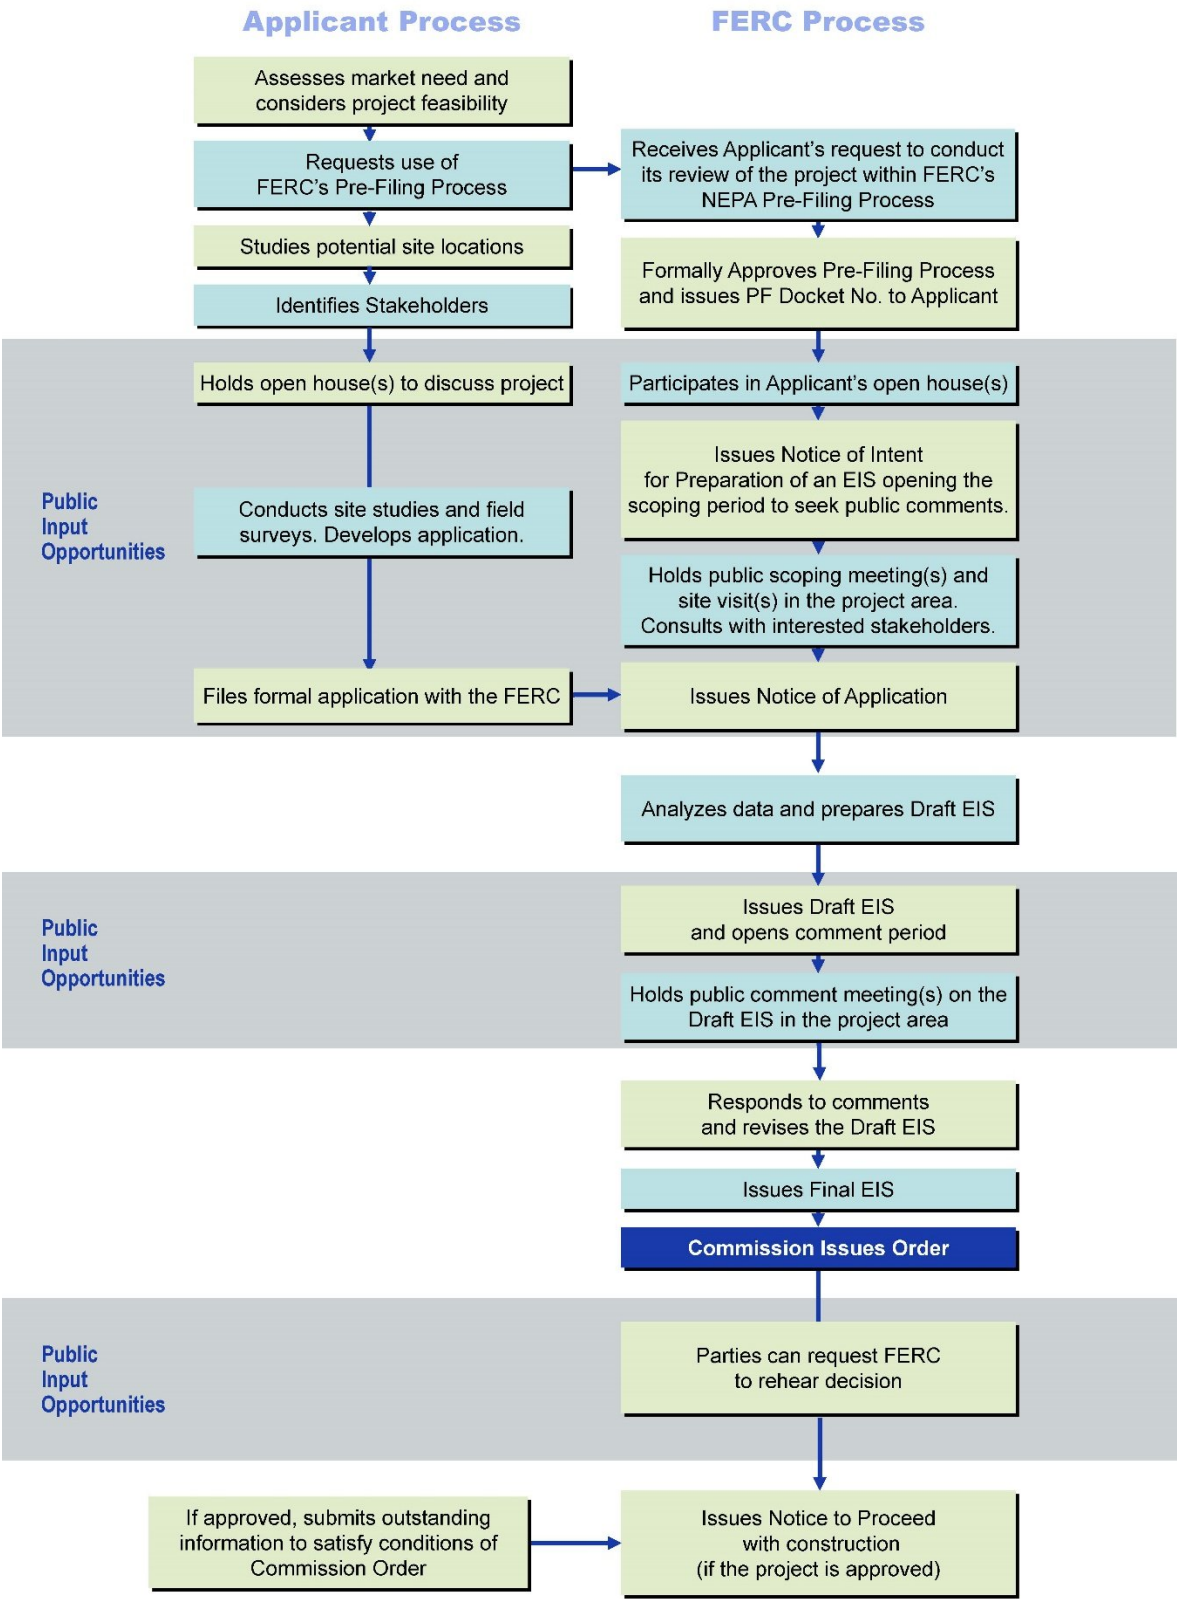 Applicant Process
FERC Process
Assesses market need and
considers project feasibility
Requests use of
FERC's Pre-Filing Process
Receives Applicant's request to conduct
its review of the project within FERC's
NEPA Pre-Filing Process
Studies potential site locations
Formally Approves Pre-Filing Process
and issues PF Docket No. to Applicant
Identifies Stakeholders
Holds open house(s) to discuss project
Participates in Applicant's open house(s)
Issues Notice of Intent
for Preparation of an EIS opening the
scoping period to seek public comments.
Public
Input
Opportunities
Conducts site studies and field
surveys. Develops application.
Holds public scoping meeting(s) and
site visit(s) in the project area.
Consults with interested stakeholders.
Files formal application with the FERC
Issues Notice of Application
Analyzes data and prepares Draft EIS
Public
Input
Opportunities
Issues Draft EIS
and opens comment period
Holds public comment meeting(s) on the
Draft EIS in the project area
Responds to comments
and revises the Draft EIS
Issues Final EIS
Commission Issues Order
Public
Input
Opportunities
Parties can request FERC
to rehear decision
If approved, submits outstanding
information to satisfy conditions of
Commission Order
Issues Notice to Proceed
with construction
(if the project is approved)